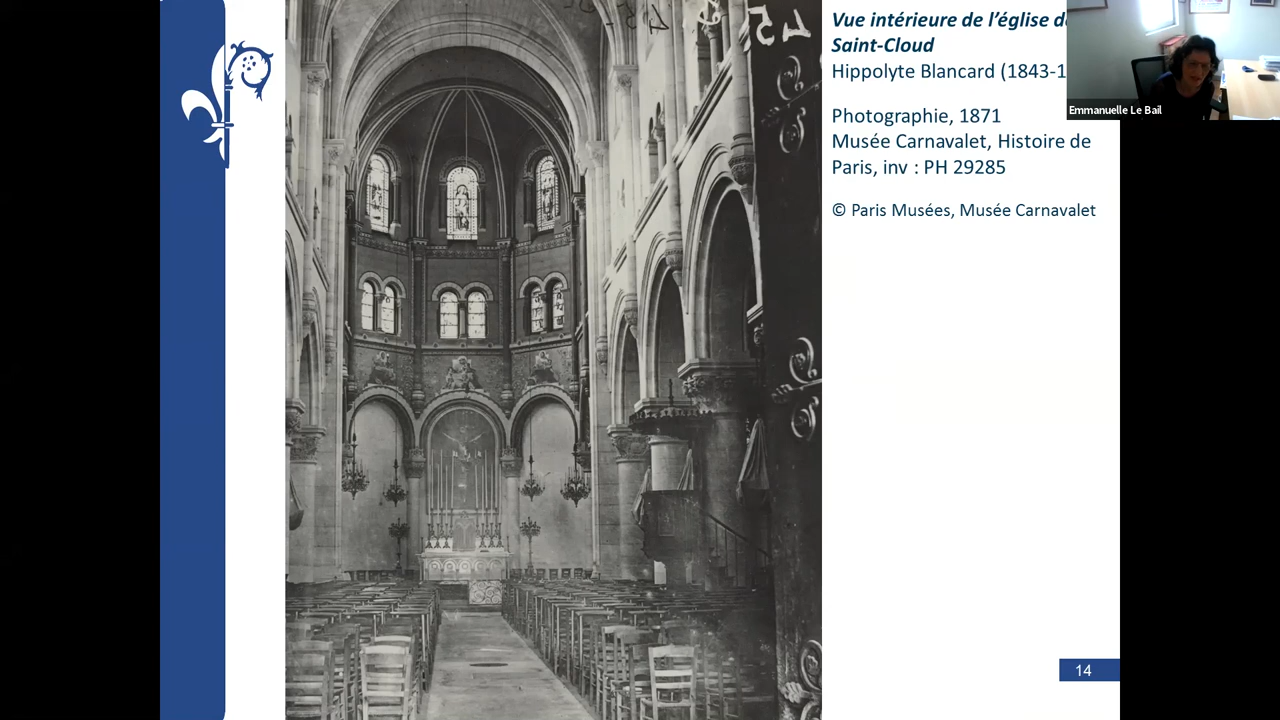 Vue intérieure de l'église d
Saint-Cloud
Hippolyte Blancard (1843-1
Photographie, 1871
Musée Carnavalet, Histoire de
Paris, inv : PH 29285
© Paris Musées, Musée Carnavalet
Emmanuelle Le Bail
14